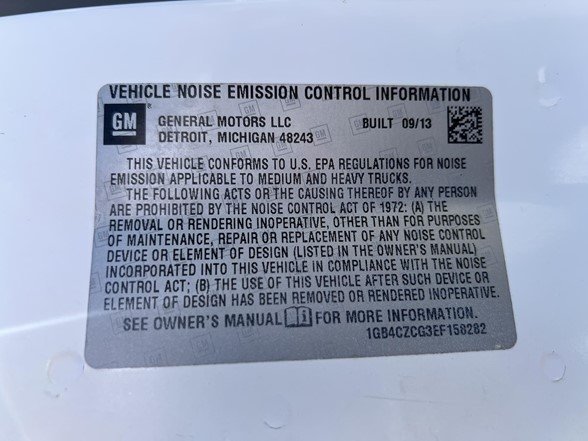 VEHICLE NOISE EMISSION CONTROL INFORMATION
GM
GENERAL MOTORS LLC BUILT 09/13
DETROIT, MICHIGAN 48243
THIS VEHICLE CONFORMS TO U.S. EPA REGULATIONS FOR NOISE
EMISSION APPLICABLE TO MEDIUM AND HEAVY TRUCKS.
THE FOLLOWING ACTS OR THE CAUSING THEREOF BY ANY PERSON
ARE PROHIBITED BY THE NOISE CONTROL ACT OF 1972: (A) THE
REMOVAL OR RENDERING INOPERATIVE, OTHER THAN FOR PURPOSES
OF MAINTENANCE, REPAIR OR REPLACEMENT OF ANY NOISE CONTROL
DEVICE OR ELEMENT OF DESIGN (LISTED IN THE OWNER'S MANUAL)
INCORPORATED INTO THIS VEHICLE IN COMPLIANCE WITH THE NOISE
CONTROL ACT; (B) THE USE OF THIS VEHICLE AFTER SUCH DEVICE OR
ELEMENT OF DESIGN HAS BEEN REMOVED OR RENDERED INOPERATIVE.
SEE OWNER'S MANUAL FOR MORE INFORMATION.
1GB4CZCG3EF158282